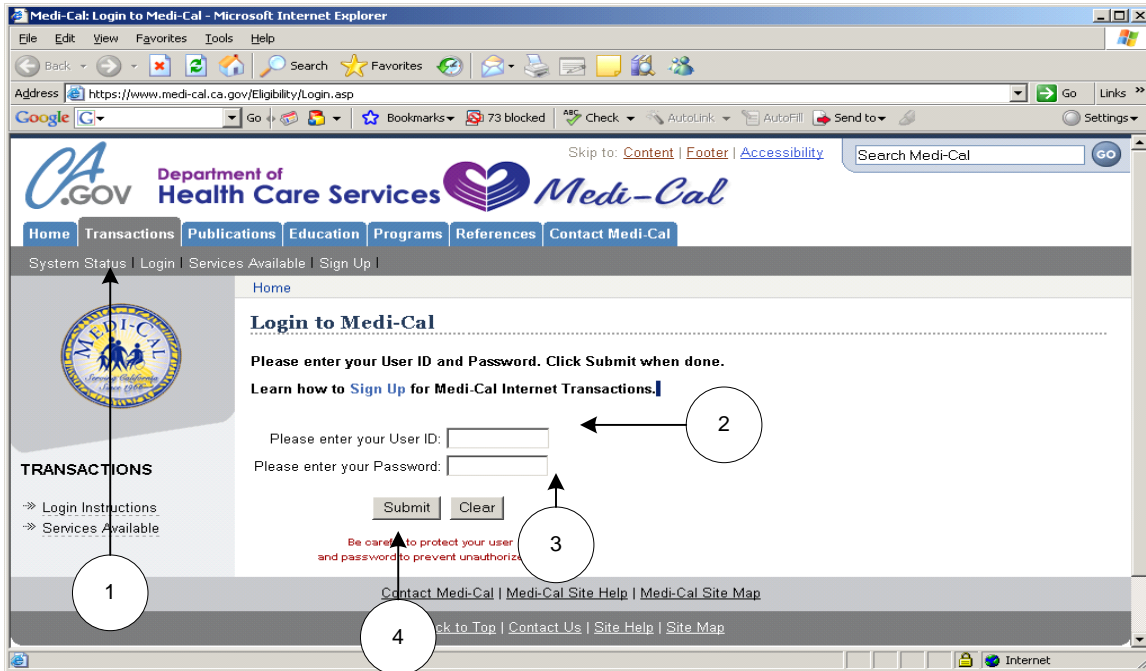 Medi-Cal: Login to Medi-Cal - Microsoft Internet Explorer
File Edit View Favorites Tools Help
Back Search Favorites
Address https://www.medi-cal.ca.gov/Eligibility/Login.asp Go Links »
Google G Go Bookmarks 73 blocked ABC Check AutoLink AutoFill Send to Settings
Skip to: Content | Footer | Accessibility Search Medi-Cal GO
CA.GOV Department of Health Care Services Medi-Cal
Home Transactions Publications Education Programs References Contact Medi-Cal
System Status | Login | Services Available | Sign Up |
Home
MEDI-CAL
Serving California
Since 1966
Login to Medi-Cal
Please enter your User ID and Password. Click Submit when done.
Learn how to Sign Up for Medi-Cal Internet Transactions.
2
Please enter your User ID:
Please enter your Password:
TRANSACTIONS
Login Instructions
Services Available
Submit Clear
3
Be careful to protect your user
and password to prevent unauthorize
1
Contact Medi-Cal | Medi-Cal Site Help | Medi-Cal Site Map
4
ck to Top | Contact Us | Site Help | Site Map
Internet